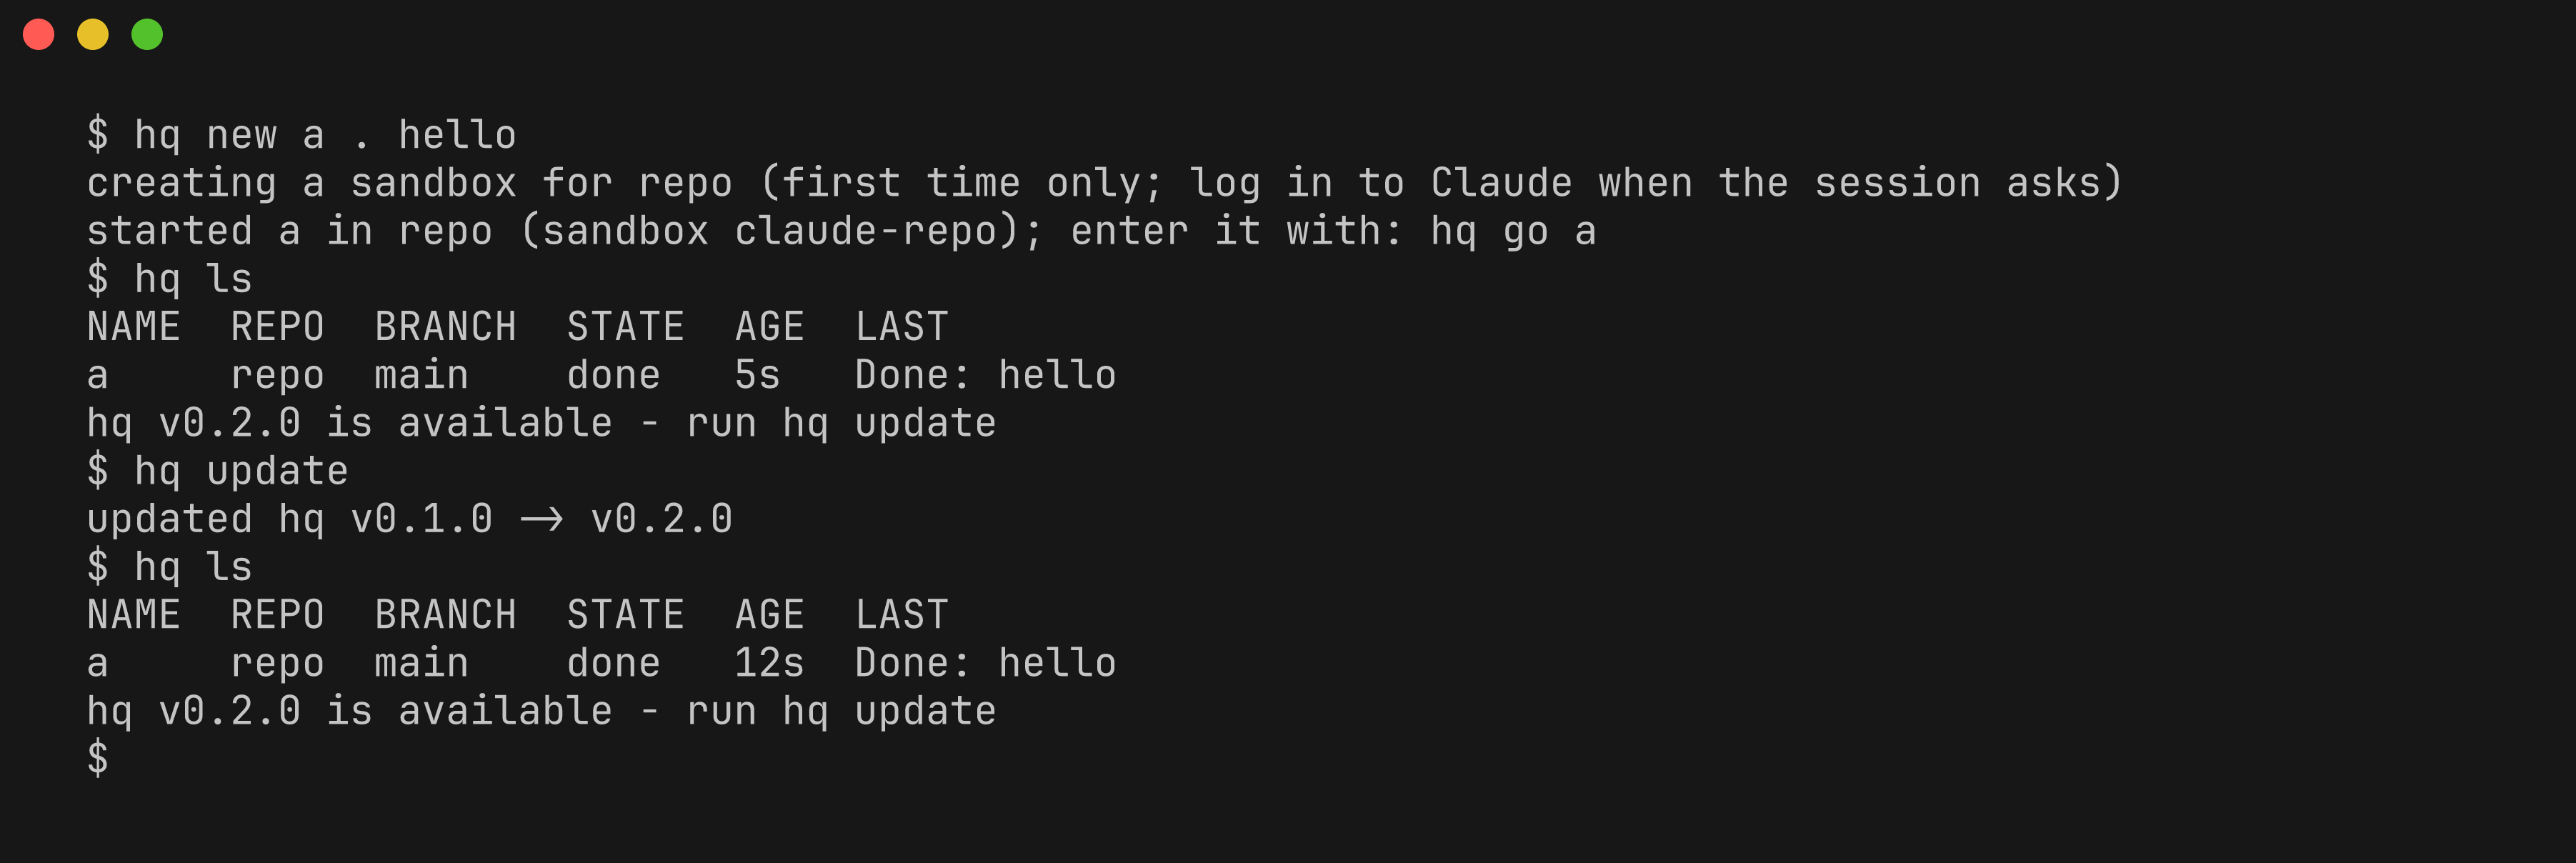 $ hq new a . hello
creating a sandbox for repo (first time only; log in to Claude when the session asks)
started a in repo (sandbox claude-repo); enter it with: hq go a
$ hq ls
NAME  REPO  BRANCH  STATE  AGE  LAST
a     repo  main    done   5s   Done: hello
hq v0.2.0 is available - run hq update
$ hq update
updated hq v0.1.0 -> v0.2.0
$ hq ls
NAME  REPO  BRANCH  STATE  AGE  LAST
a     repo  main    done   12s  Done: hello
hq v0.2.0 is available - run hq update
$